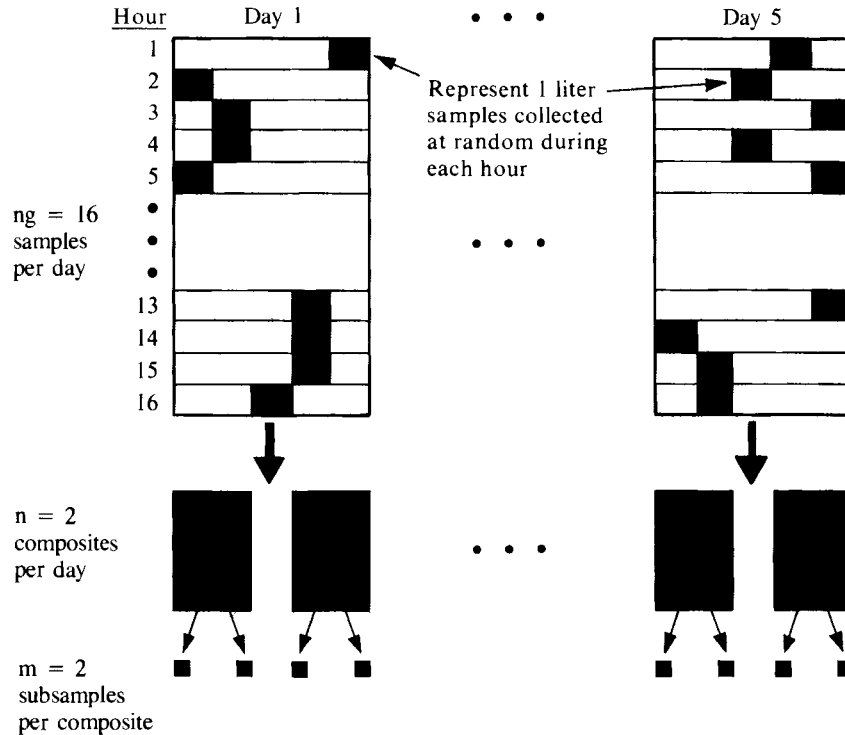 Hour Day 1 • • • Day 5
1
2
3
4
5
Represent 1 liter
samples collected
at random during
each hour
ng = 16
samples
per day
13
14
15
16
n = 2
composites
per day
m = 2
subsamples
per composite